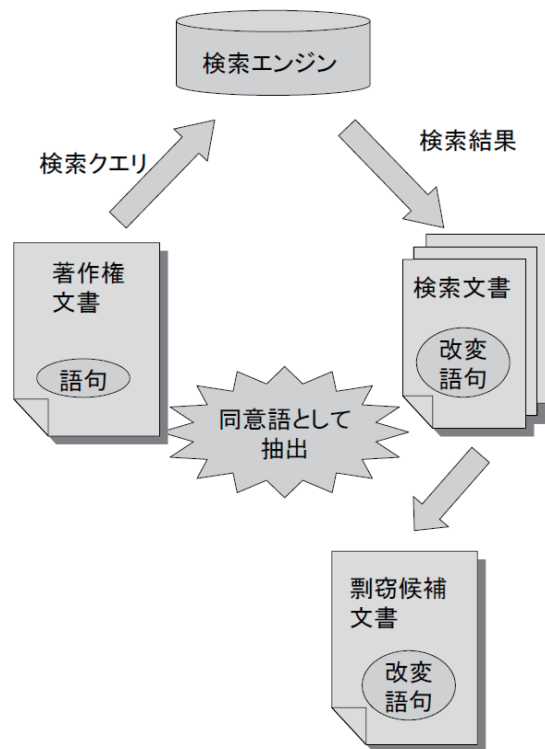 検索エンジン
検索クエリ
検索結果
著作権
文書
語句
検索文書
改変
語句
同意語として
抽出
剽窃候補
文書
改変
語句